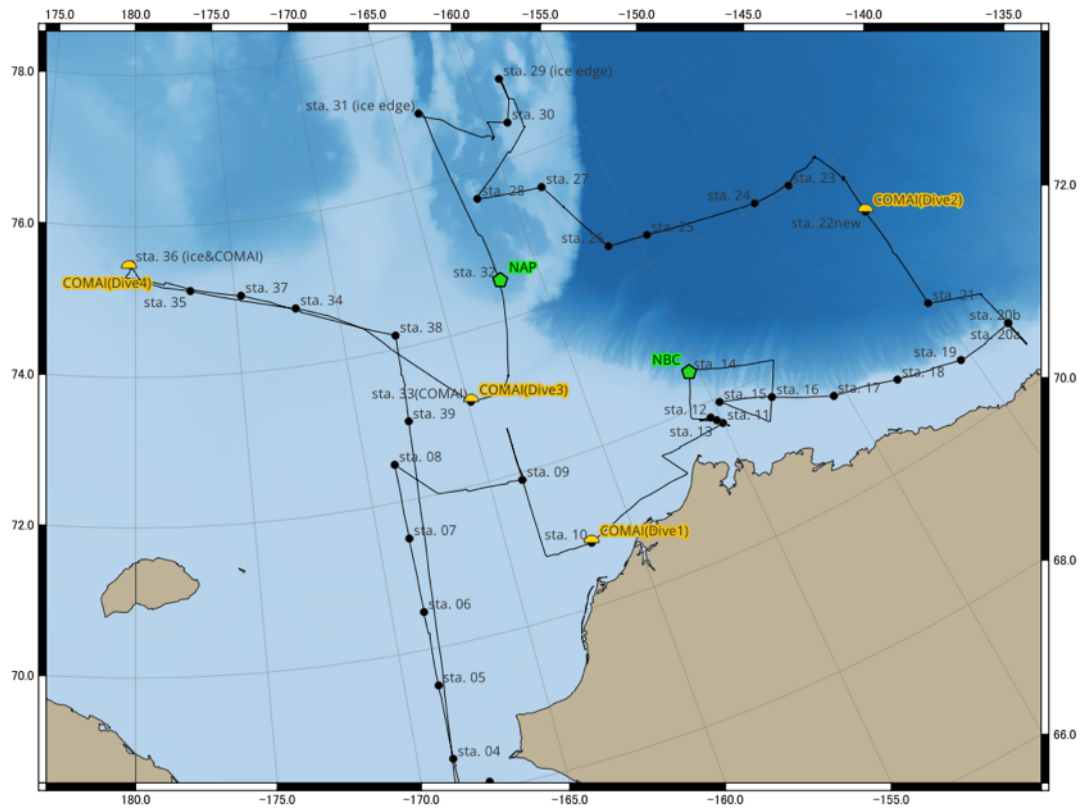 175.0 180.0 −175.0 −170.0 −165.0 −160.0 −155.0 −150.0 −145.0 −140.0 −135.0
78.0
sta. 29 (ice edge)
sta. 31 (ice edge)
sta. 30
sta. 23
72.0
sta. 27
sta. 28
sta. 24
COMAI(Dive2)
76.0
sta. 22new
sta. 25
sta. 26
sta. 36 (ice&COMAI)
NAP
sta. 32
COMAI(Dive4)
sta. 37
sta. 35
sta. 34
sta. 21
sta. 20b
sta. 38
sta. 20a
sta. 19
NBC
sta. 14
74.0
sta. 18
70.0
sta. 33(COMAI)
COMAI(Dive3)
sta. 15
sta. 16
sta. 17
sta. 39
sta. 12
sta. 11
sta. 13
sta. 08
sta. 09
72.0
sta. 07
sta. 10
COMAI(Dive1)
68.0
sta. 06
70.0
sta. 05
66.0
sta. 04
180.0 −175.0 −170.0 −165.0 −160.0 −155.0